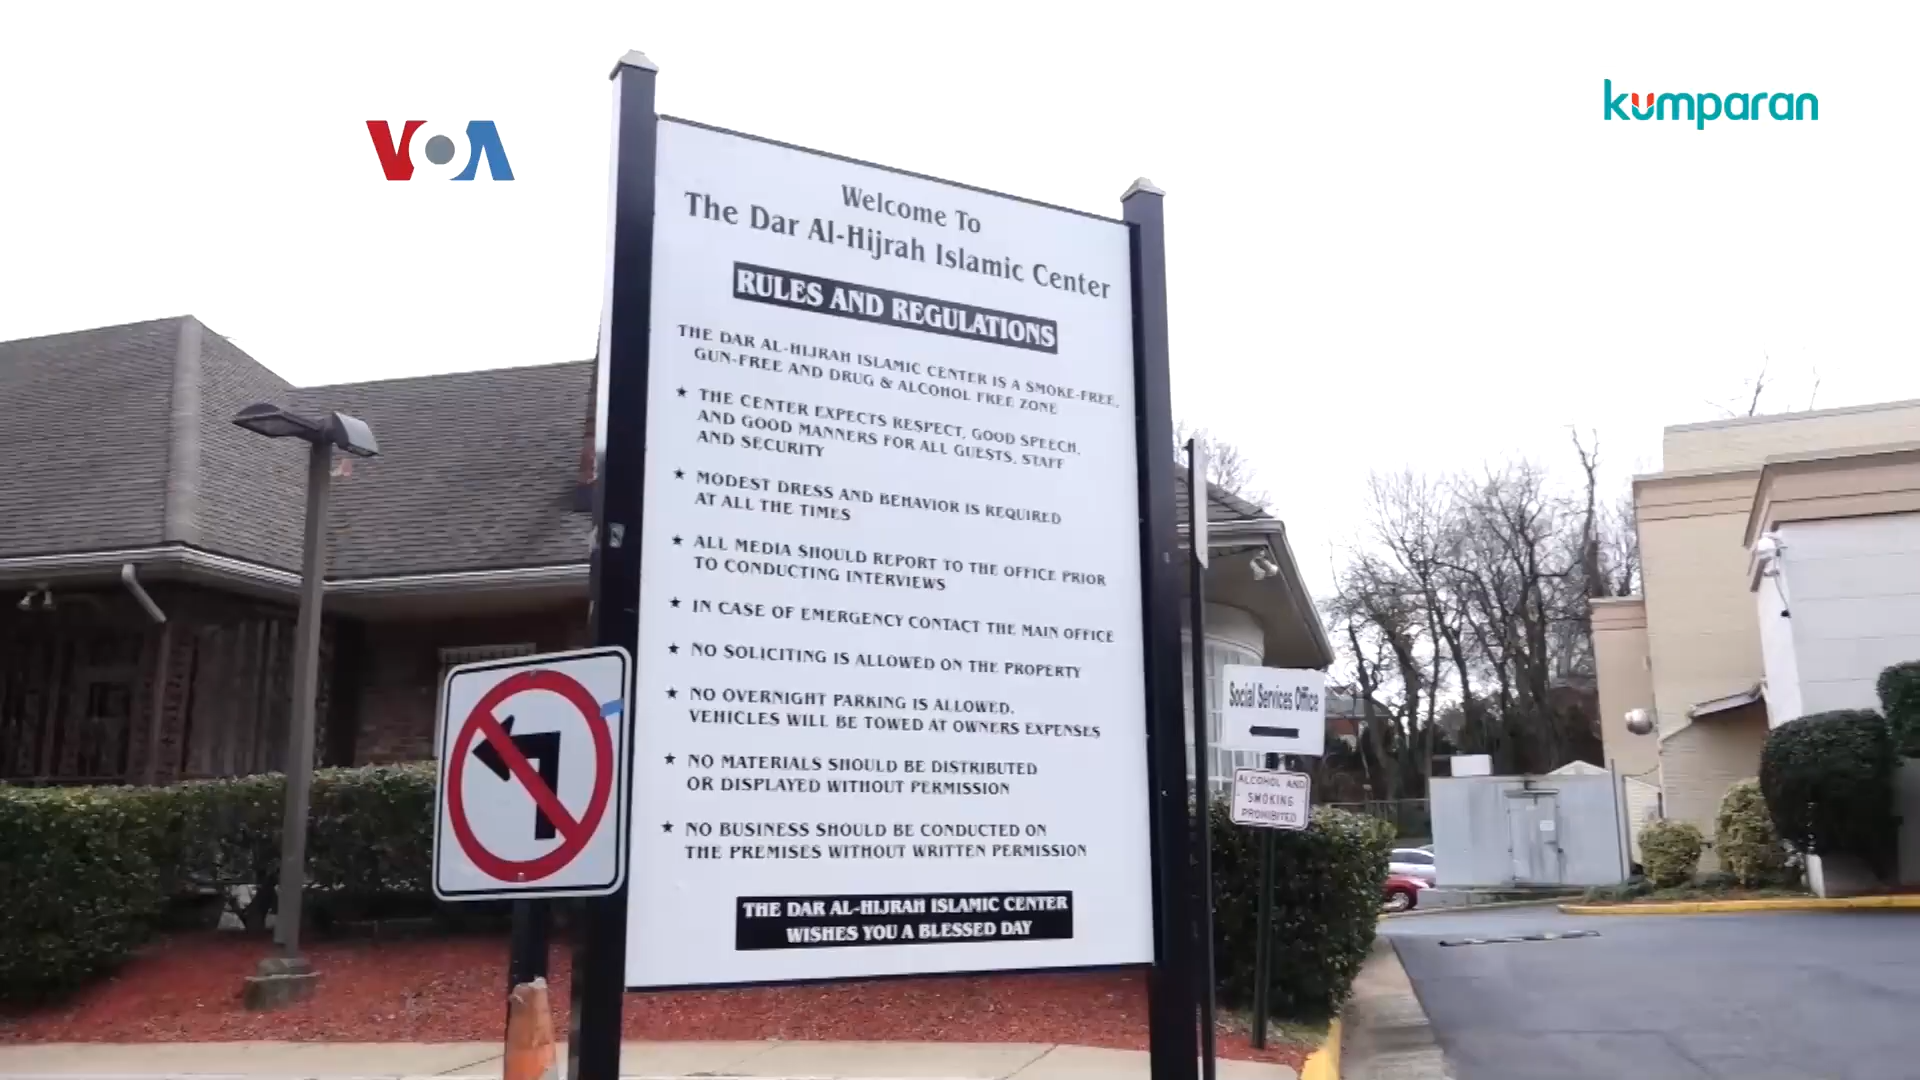 VOA
kumparan
Welcome To
The Dar Al-Hijrah Islamic Center
RULES AND REGULATIONS
THE DAR AL-HIJRAH ISLAMIC CENTER IS A SMOKE-FREE,
GUN-FREE AND DRUG & ALCOHOL FREE ZONE
★ THE CENTER EXPECTS RESPECT, GOOD SPEECH,
AND GOOD MANNERS FOR ALL GUESTS, STAFF
AND SECURITY
★ MODEST DRESS AND BEHAVIOR IS REQUIRED
AT ALL THE TIMES
★ ALL MEDIA SHOULD REPORT TO THE OFFICE PRIOR
TO CONDUCTING INTERVIEWS
★ IN CASE OF EMERGENCY CONTACT THE MAIN OFFICE
★ NO SOLICITING IS ALLOWED ON THE PROPERTY
★ NO OVERNIGHT PARKING IS ALLOWED.
VEHICLES WILL BE TOWED AT OWNERS EXPENSES
★ NO MATERIALS SHOULD BE DISTRIBUTED
OR DISPLAYED WITHOUT PERMISSION
★ NO BUSINESS SHOULD BE CONDUCTED ON
THE PREMISES WITHOUT WRITTEN PERMISSION
THE DAR AL-HIJRAH ISLAMIC CENTER
WISHES YOU A BLESSED DAY
Social Services Office
ALCOHOL AND
SMOKING
PROHIBITED